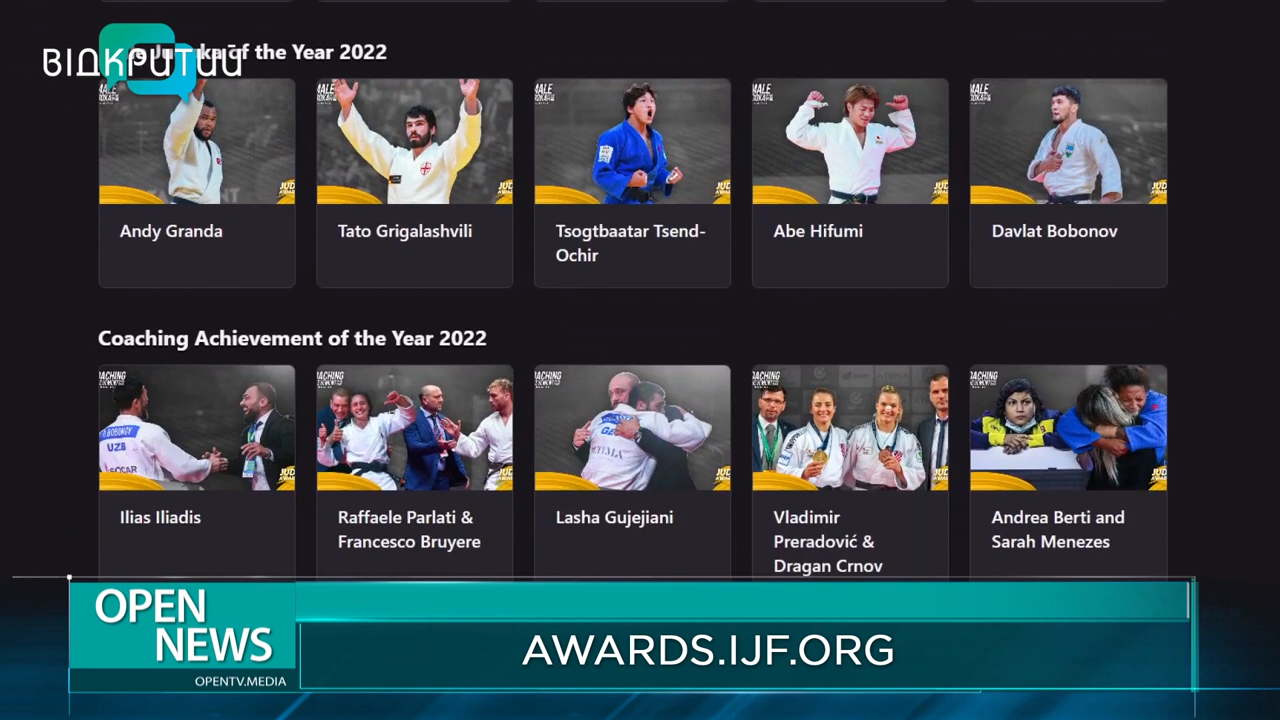 ВІДКРИТИЙ
of the Year 2022
Andy Granda
Tato Grigalashvili
Tsogtbaatar Tsend-
Ochir
Abe Hifumi
Davlat Bobonov
Coaching Achievement of the Year 2022
UZB
SOCAR
Ilias Iliadis
Raffaele Parlati &
Francesco Bruyere
Lasha Gujejiani
Vladimir
Preradović &
Dragan Crnov
Andrea Berti and
Sarah Menezes
OPEN
NEWS
OPENTV.MEDIA
AWARDS.IJF.ORG